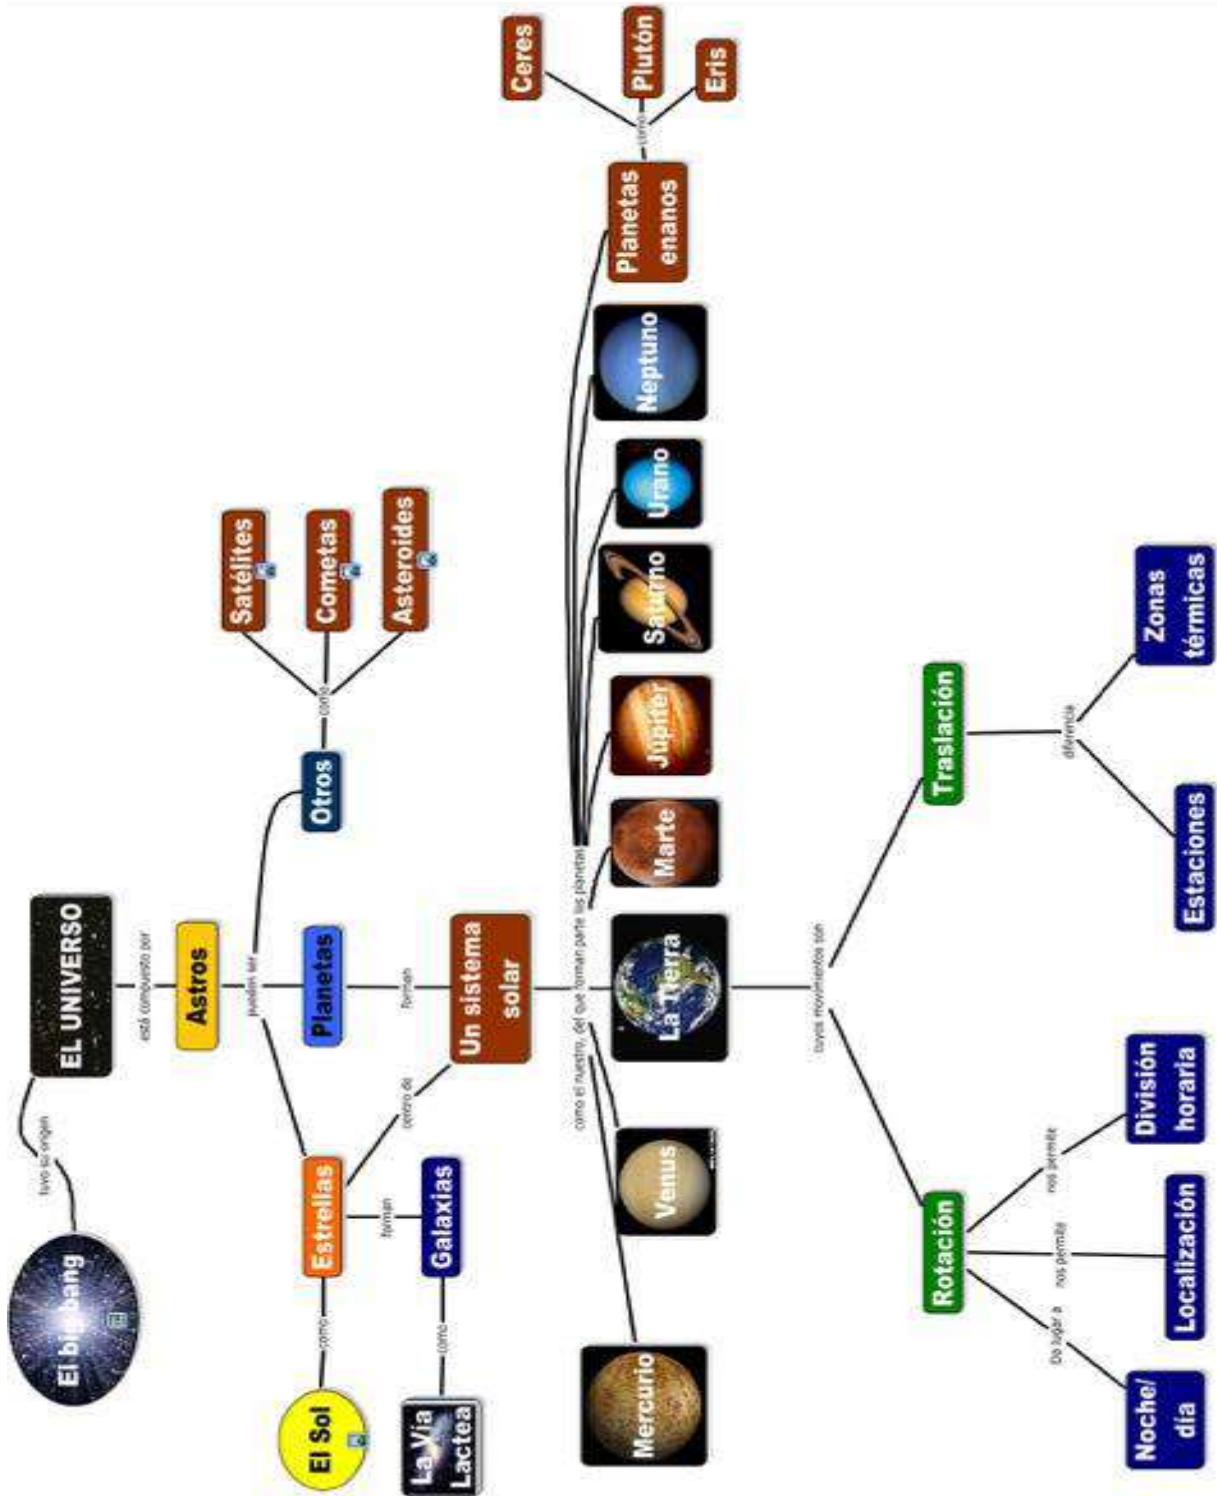 EL UNIVERSO
tuvo su origen
El big bang
está compuesto por
Astros
pueden ser
Estrellas
Planetas
Otros
como
El Sol
forman
Galaxias
como
La Vía
Lactea
centro de
forman
Un sistema
solar
como
Satélites
Cometas
Asteroides
como el nuestro, del que forman parte los planetas
Mercurio
Venus
La Tierra
Marte
Júpiter
Saturno
Urano
Neptuno
Planetas
enanos
como
Ceres
Plutón
Eris
cuyos movimientos son
Rotación
Traslación
Da lugar a
nos permite
nos permite
Noche/
día
Localización
División
horaria
diferencia
Estaciones
Zonas
térmicas